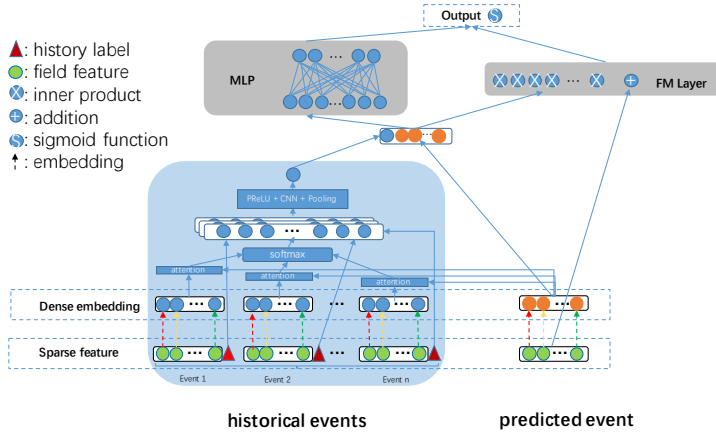 Output S
: history label
: field feature
: inner product
: addition
: sigmoid function
: embedding
MLP
...
...
FM Layer
...
...
PReLU + CNN + Pooling
...
softmax
attention
attention
attention
Dense embedding
...
...
...
...
...
Sparse feature
...
...
...
...
...
Event 1
Event 2
Event n
historical events
predicted event